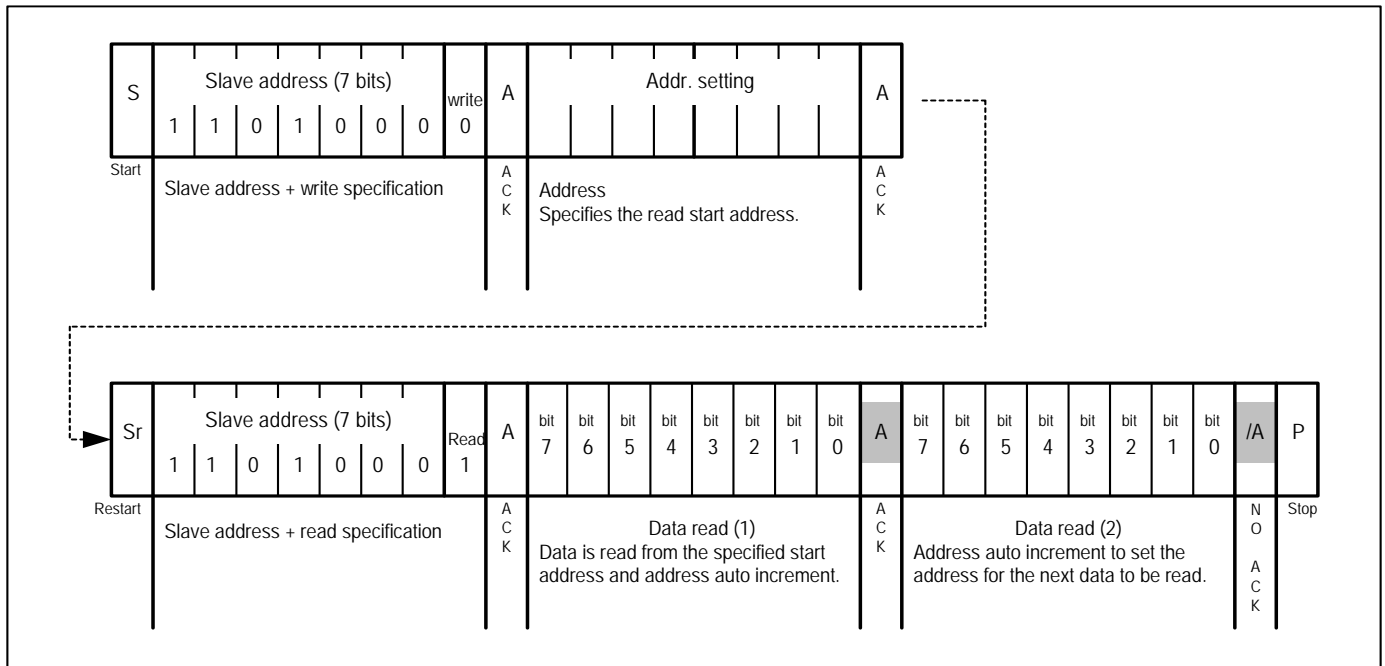 S Slave address (7 bits) write A Addr. setting A
1 1 0 1 0 0 0 0
Start
Slave address + write specification
A C K
Address
Specifies the read start address.
A C K
Sr Slave address (7 bits) Read A bit 7 bit 6 bit 5 bit 4 bit 3 bit 2 bit 1 bit 0 A bit 7 bit 6 bit 5 bit 4 bit 3 bit 2 bit 1 bit 0 /A P
1 1 0 1 0 0 0 1
Restart
Slave address + read specification
A C K
Data read (1)
Data is read from the specified start
address and address auto increment.
A C K
Data read (2)
Address auto increment to set the
address for the next data to be read.
N O A C K
Stop